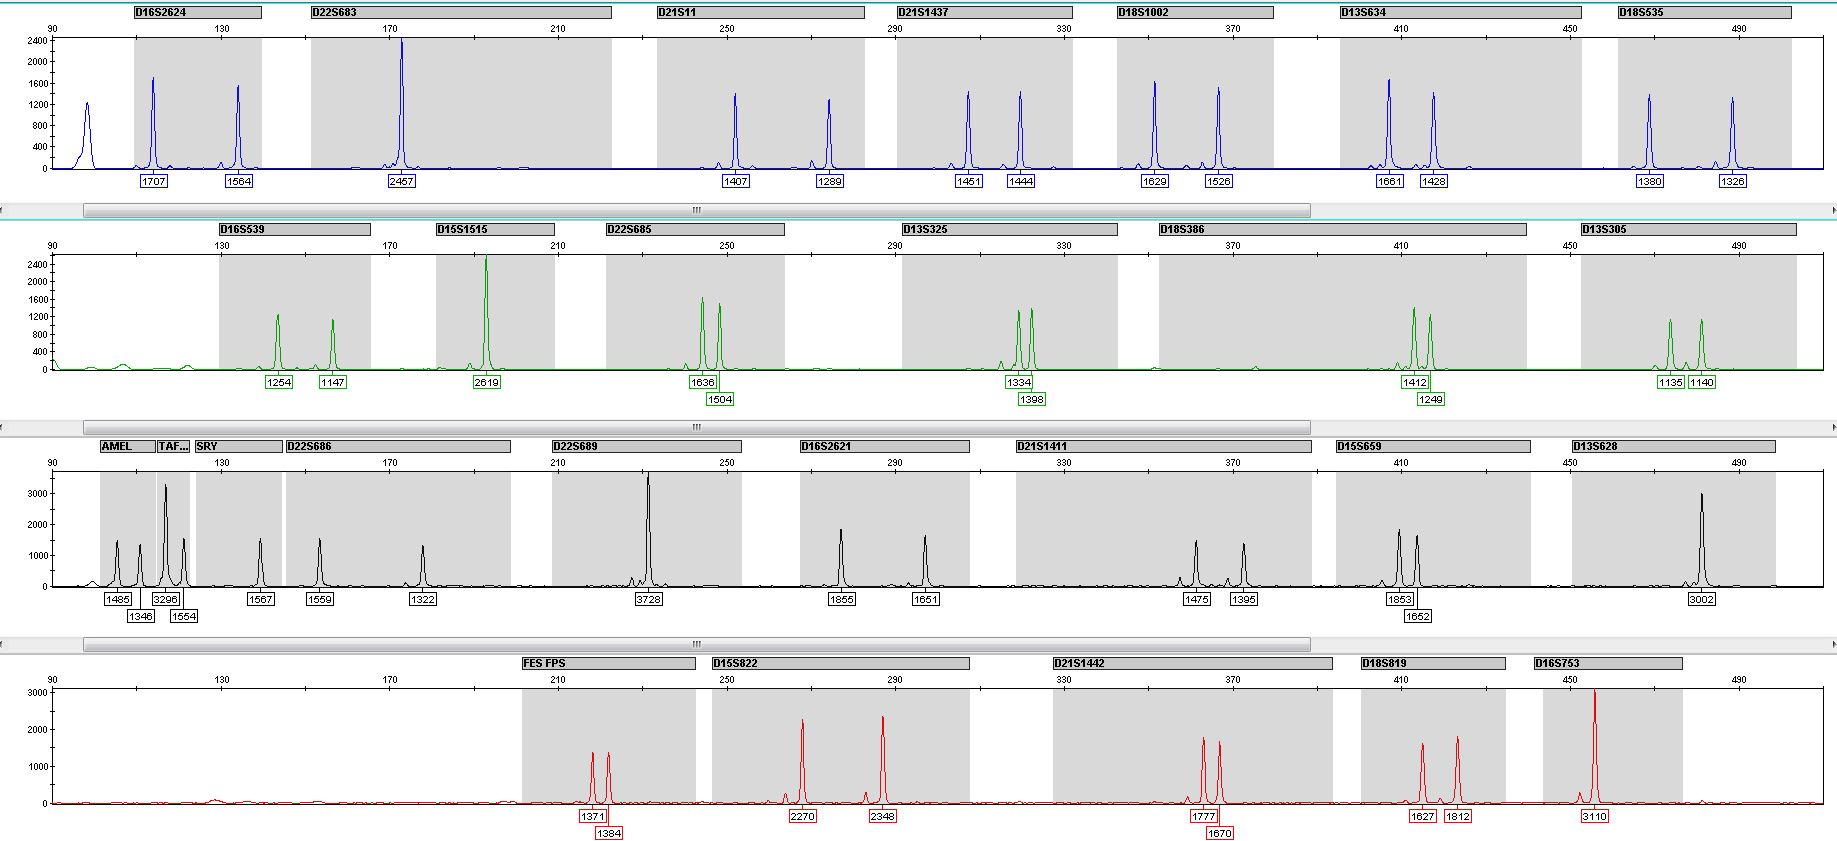 D16S2624 D22S683 D21S11 D21S1437 D18S1002 D13S634 D18S535
90 130 170 210 250 290 330 370 410 450 490
2400
2000
1600
1200
800
400
0
1707 1564 2457 1407 1289 1451 1444 1629 1526 1661 1428 1380 1326
D16S539 D15S1515 D22S685 D13S325 D18S386 D13S305
90 130 170 210 250 290 330 370 410 450 490
2400
2000
1600
1200
800
400
0
1254 1147 2619 1636 1334 1412 1135 1140
1504 1398 1249
AMEL TAF... SRY D22S686 D22S689 D16S2621 D21S1411 D15S659 D13S628
90 130 170 210 250 290 330 370 410 450 490
3000
2000
1000
0
1485 3296 1567 1559 1322 3728 1855 1651 1475 1395 1853 3002
1346 1554 1652
FES FPS D15S822 D21S1442 D18S819 D16S753
90 130 170 210 250 290 330 370 410 450 490
3000
2000
1000
0
1371 2270 2348 1777 1627 1812 3110
1384 1670